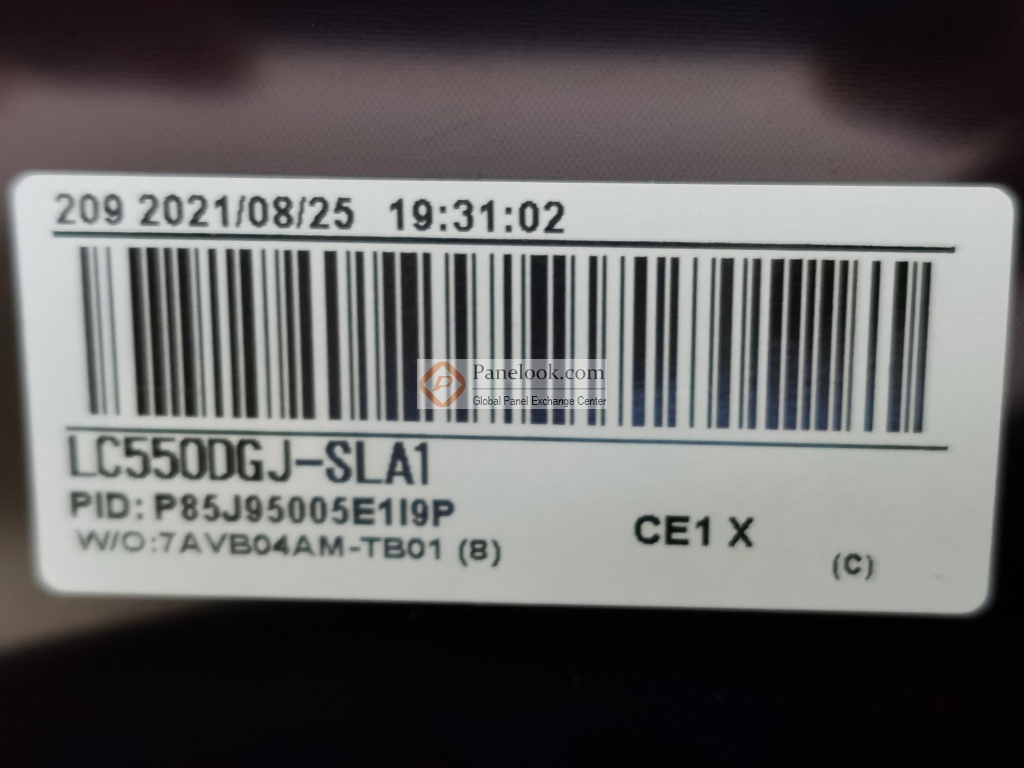 209 2021/08/25 19:31:02
Panelook.com
Global Panel Exchange Center
LC550DGJ-SLA1
PID: P85J95005E1I9P
W/O:7AVB04AM-TB01 (8)
CE1 X
(C)